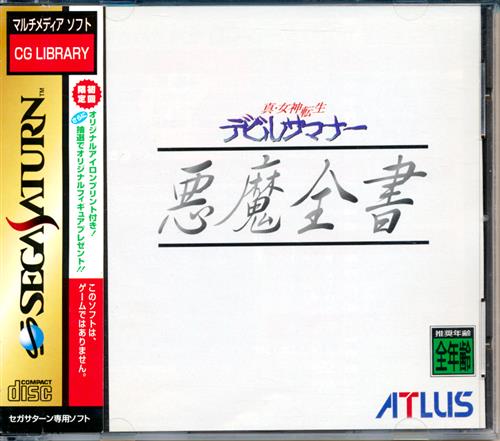 マルチメディア ソフト
CG LIBRARY
初回
限定
オリジナルアイロンプリント付き!
さらに
抽選でオリジナルフィギュアプレゼント!!
SEGA SATURN™
このソフトは、
ゲームではありません。
COMPACT
disc
セガサターン専用ソフト
真・女神転生
デビルサマナー
悪魔全書
推奨年齢
全年齢
ATLUS